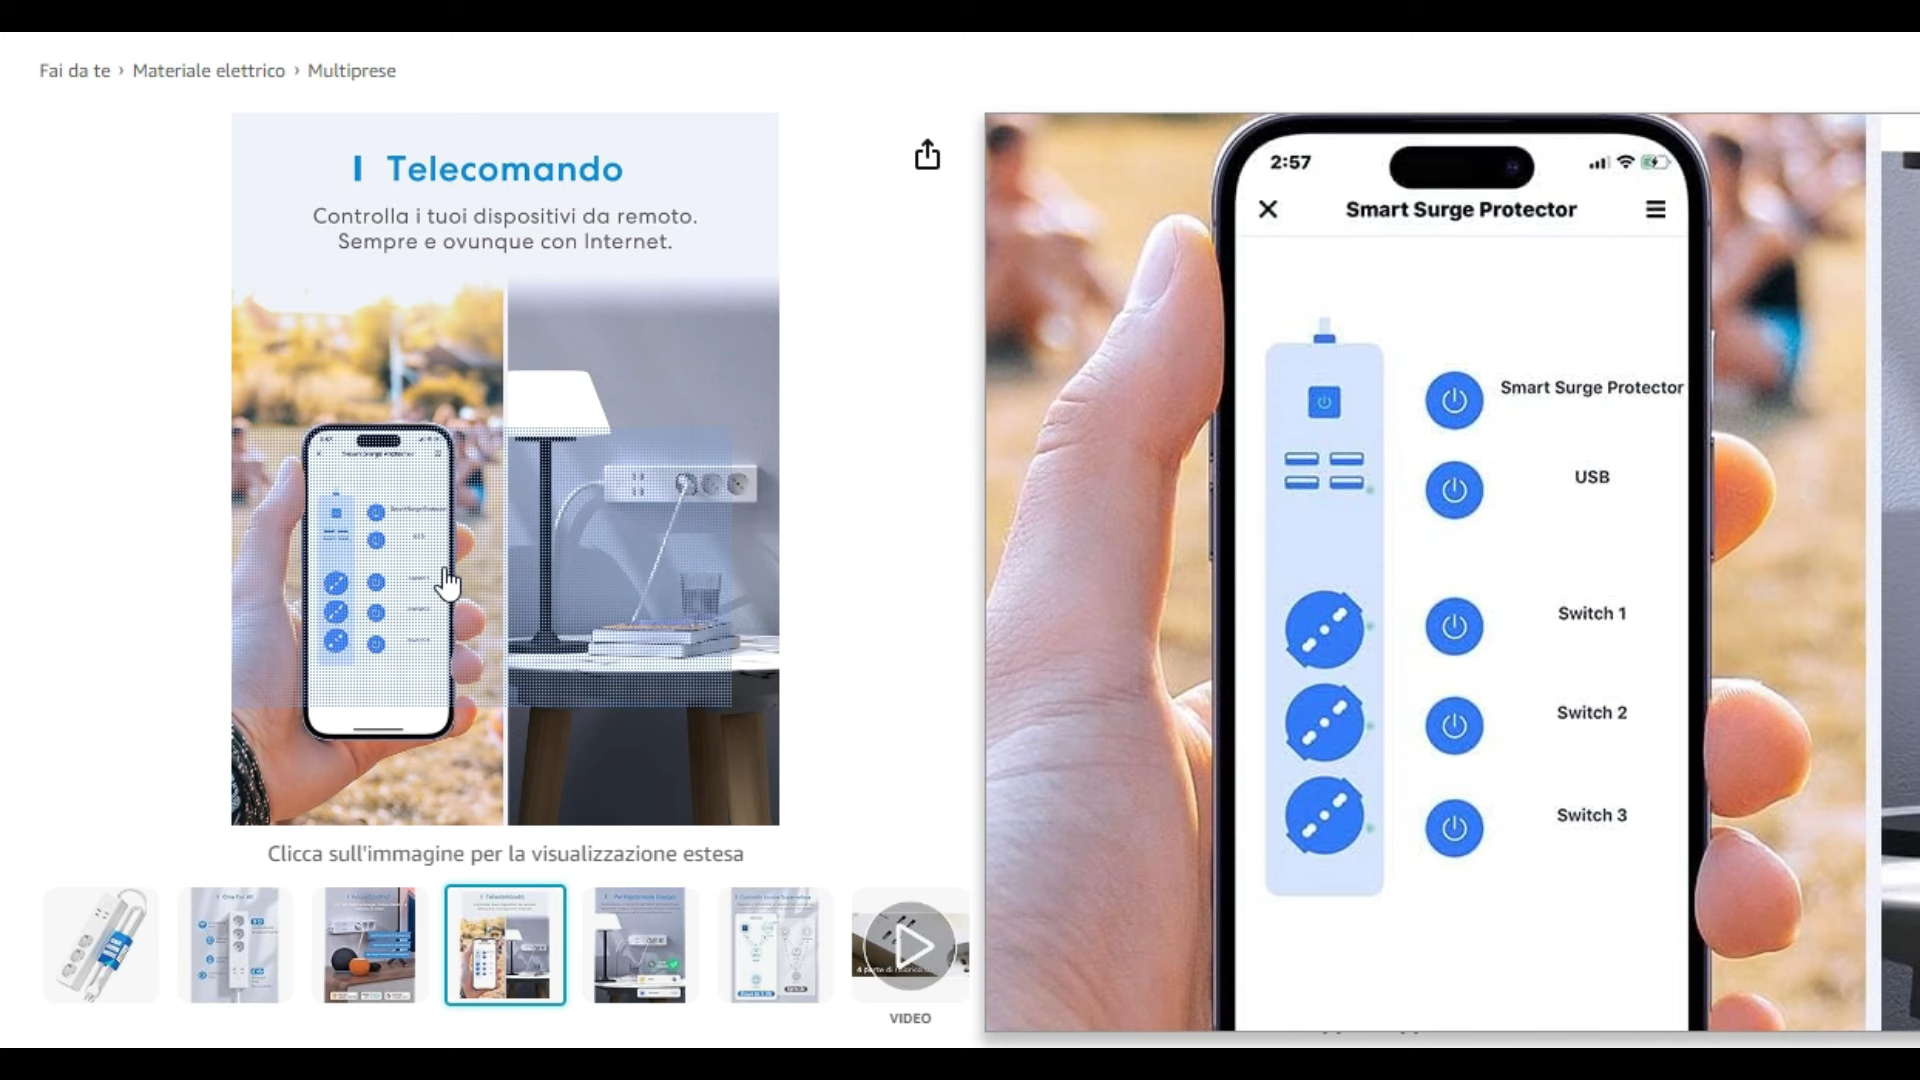 Fai da te › Materiale elettrico › Multiprese
Telecomando
Controlla i tuoi dispositivi da remoto.
Sempre e ovunque con Internet.
Clicca sull'immagine per la visualizzazione estesa
VIDEO
2:57
Smart Surge Protector
Smart Surge Protector
USB
Switch 1
Switch 2
Switch 3